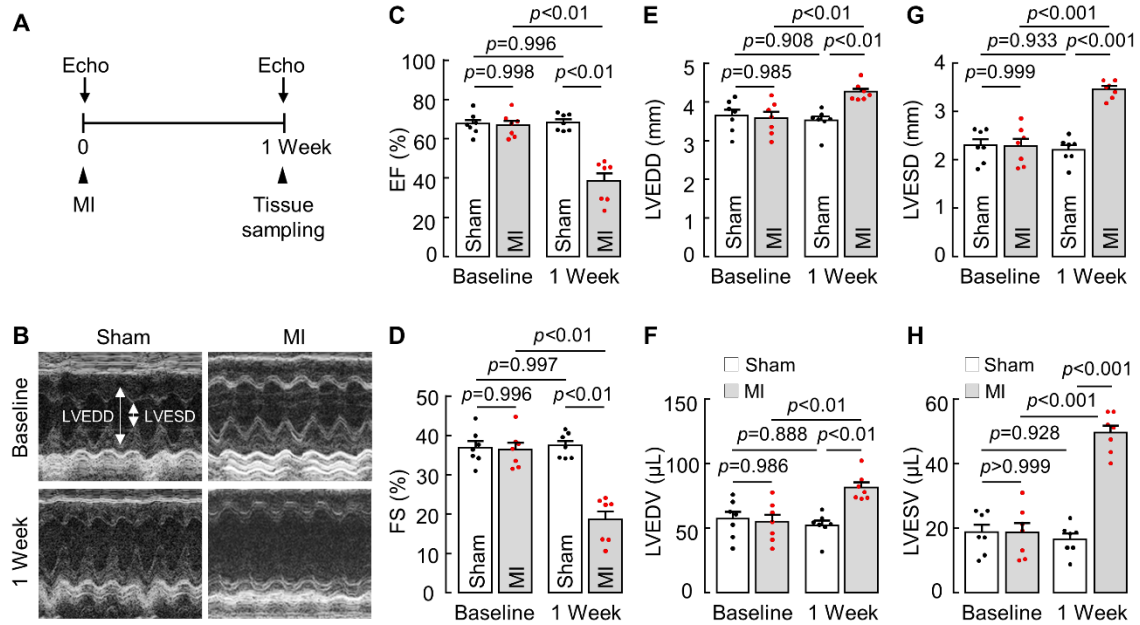 A
Echo
Echo
0
1 Week
MI
Tissue
sampling
B
Sham
MI
Baseline
LVEDD
LVESD
1 Week
C
p<0.01
p=0.996
p=0.998
p<0.01
100
80
60
40
20
0
EF (%)
Sham
MI
Sham
MI
Baseline
1 Week
D
p<0.01
p=0.997
p=0.996
p<0.01
50
40
30
20
10
0
FS (%)
Sham
MI
Sham
MI
Baseline
1 Week
E
p<0.01
p=0.908
p<0.01
p=0.985
5
4
3
2
1
0
LVEDD (mm)
Sham
MI
Sham
MI
Baseline
1 Week
F
Sham
MI
p<0.01
p=0.888
p<0.01
p=0.986
150
100
50
0
LVEDV (µL)
Baseline
1 Week
G
p<0.001
p=0.933
p<0.001
p=0.999
4
3
2
1
0
LVESD (mm)
Sham
MI
Sham
MI
Baseline
1 Week
H
Sham
MI
p<0.001
p<0.001
p=0.928
p>0.999
60
40
20
0
LVESV (µL)
Baseline
1 Week